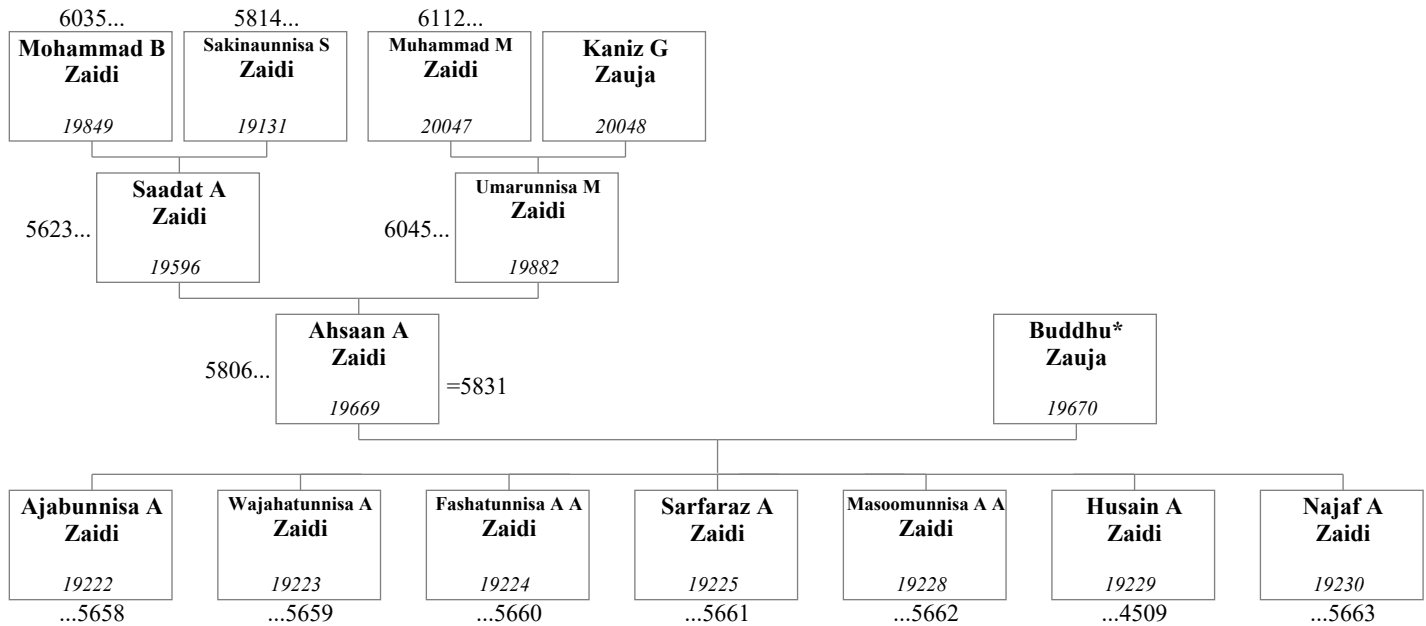 6035...
5814...
6112...
Mohammad B
Zaidi
19849
Sakinaunnisa S
Zaidi
19131
Muhammad M
Zaidi
20047
Kaniz G
Zauja
20048
5623...
Saadat A
Zaidi
19596
6045...
Umarunnisa M
Zaidi
19882
5806...
Ahsaan A
Zaidi
19669
=5831
Buddhu*
Zauja
19670
Ajabunnisa A
Zaidi
19222
...5658
Wajahatunnisa A
Zaidi
19223
...5659
Fashatunnisa A A
Zaidi
19224
...5660
Sarfaraz A
Zaidi
19225
...5661
Masoomunnisa A A
Zaidi
19228
...5662
Husain A
Zaidi
19229
...4509
Najaf A
Zaidi
19230
...5663